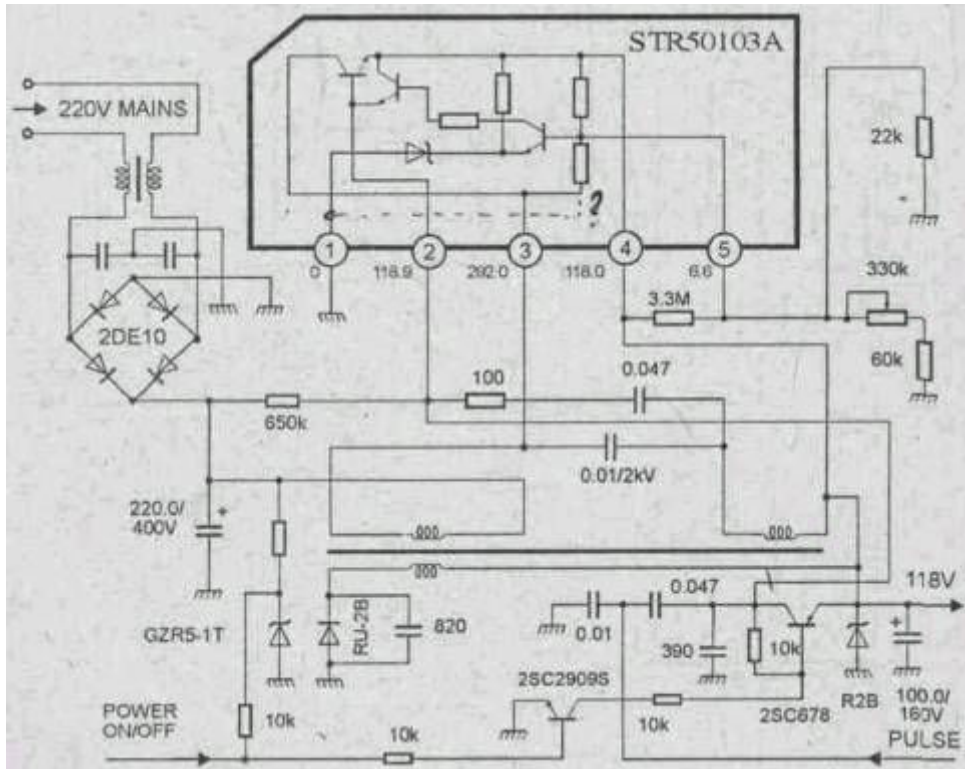 STR50103A
220V MAINS
22k
?
1
2
3
4
5
0
118.9
292.0
118.0
6.6
330k
2DE10
3.3M
60k
100
0.047
650k
0.01/2kV
220.0/
400V
+
118V
0.047
GZR5-1T
RU-2B
820
0.01
390
10k
+
2SC2909S
R2B
100.0/
160V
POWER
ON/OFF
10k
10k
10k
2SC678
PULSE